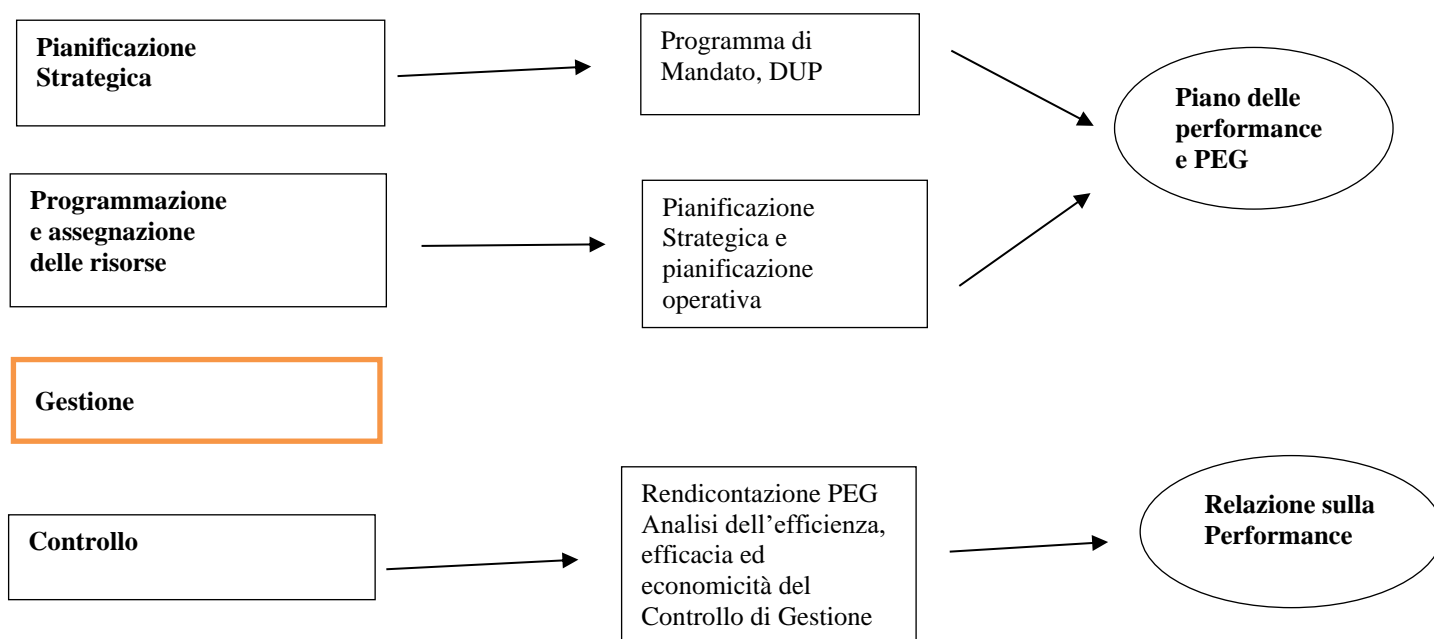 Pianificazione
Strategica
Programma di
Mandato, DUP
Piano delle
performance
e PEG
Programmazione
e assegnazione
delle risorse
Pianificazione
Strategica e
pianificazione
operativa
Gestione
Controllo
Rendicontazione PEG
Analisi dell’efficienza,
efficacia ed
economicità del
Controllo di Gestione
Relazione sulla
Performance